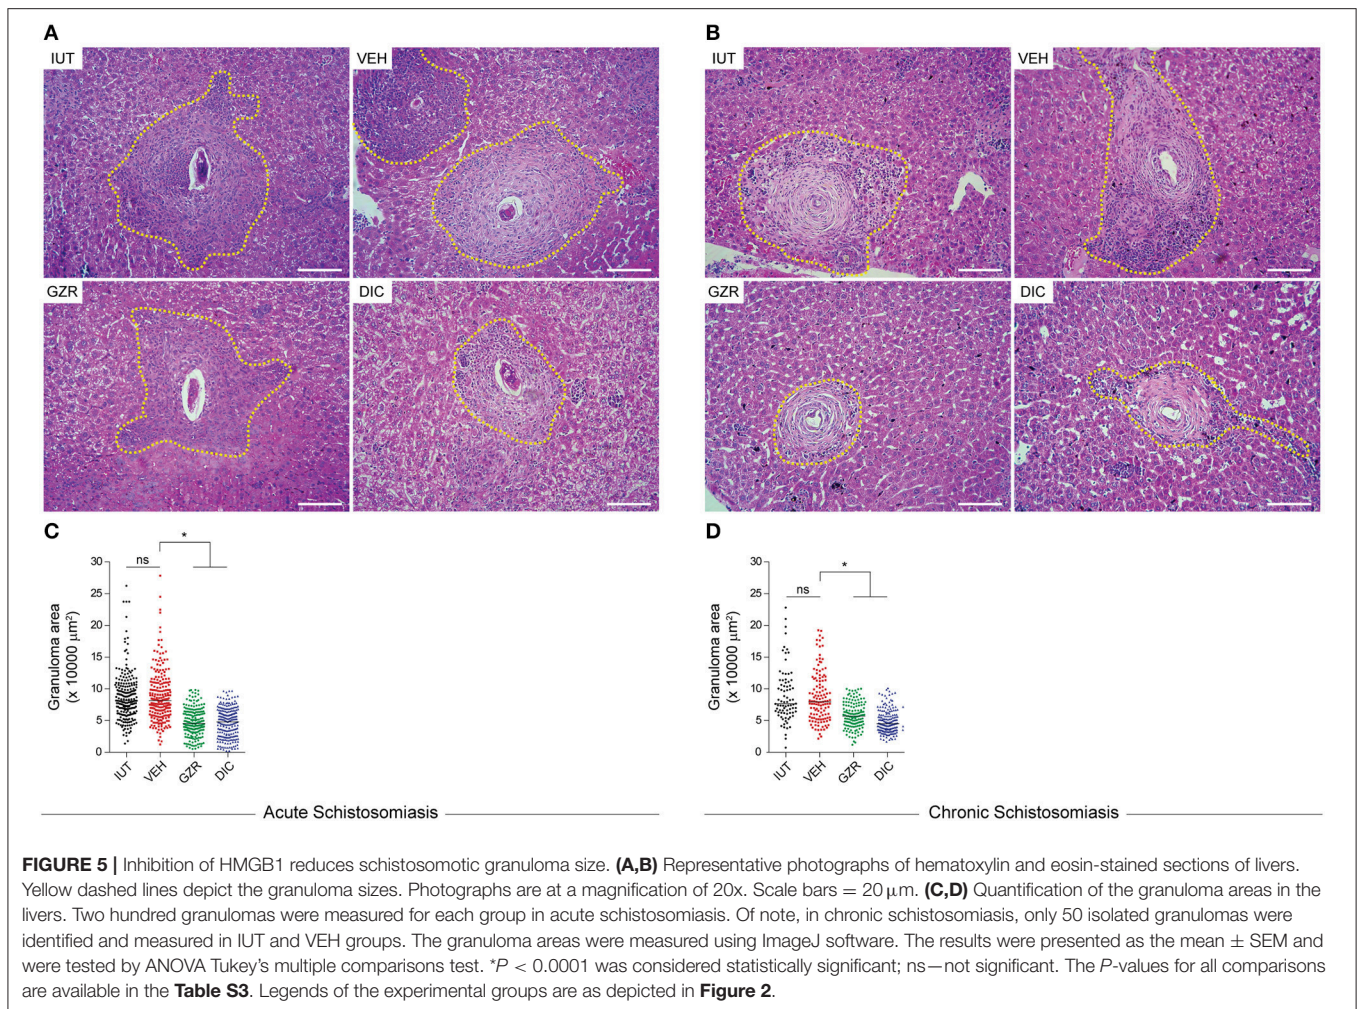 A
B
IUT
VEH
IUT
VEH
GZR
DIC
GZR
DIC
C
D
Granuloma area
(x 10000 μm²)
30
25
20
15
10
5
0
ns
*
IUT
VEH
GZR
DIC
Granuloma area
(x 10000 μm²)
30
25
20
15
10
5
0
ns
*
IUT
VEH
GZR
DIC
Acute Schistosomiasis
Chronic Schistosomiasis
FIGURE 5 | Inhibition of HMGB1 reduces schistosomotic granuloma size. (A,B) Representative photographs of hematoxylin and eosin-stained sections of livers.
Yellow dashed lines depict the granuloma sizes. Photographs are at a magnification of 20x. Scale bars = 20 μm. (C,D) Quantification of the granuloma areas in the
livers. Two hundred granulomas were measured for each group in acute schistosomiasis. Of note, in chronic schistosomiasis, only 50 isolated granulomas were
identified and measured in IUT and VEH groups. The granuloma areas were measured using ImageJ software. The results were presented as the mean ± SEM and
were tested by ANOVA Tukey's multiple comparisons test. *P < 0.0001 was considered statistically significant; ns—not significant. The P-values for all comparisons
are available in the Table S3. Legends of the experimental groups are as depicted in Figure 2.